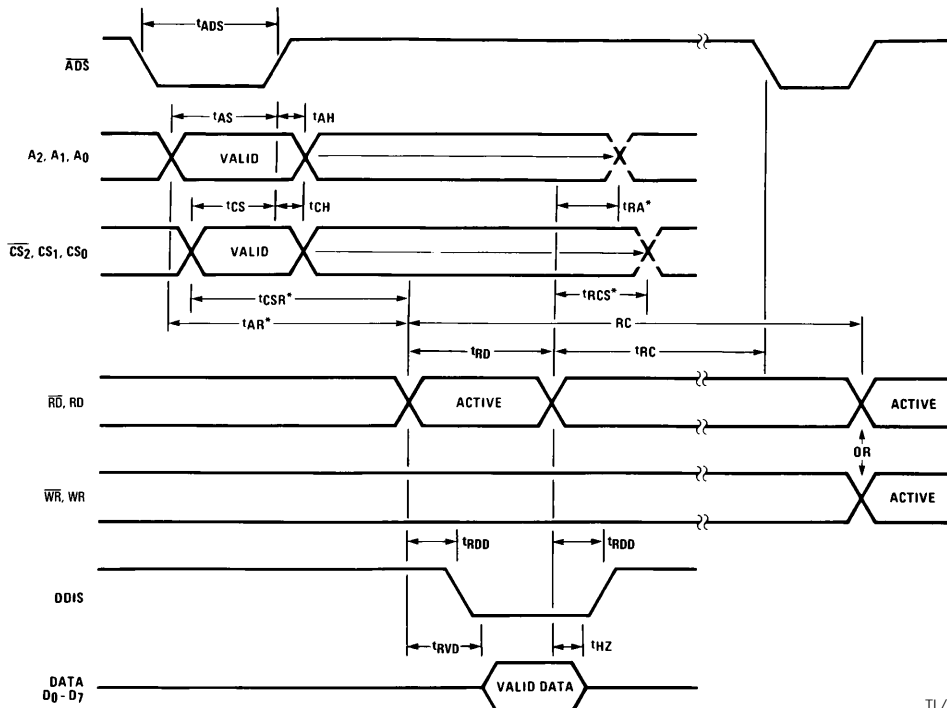 tADS
ADS
tAS tAH
A2, A1, A0 VALID
tCS tCH tRA*
CS2, CS1, CS0 VALID
tCSR* tRCS*
tAR* RC
tRD tRC
RD, RD ACTIVE ACTIVE
OR
WR, WR ACTIVE
tRDD tRDD
DDIS
tRVD tHZ
DATA
D0 - D7 VALID DATA
TL/